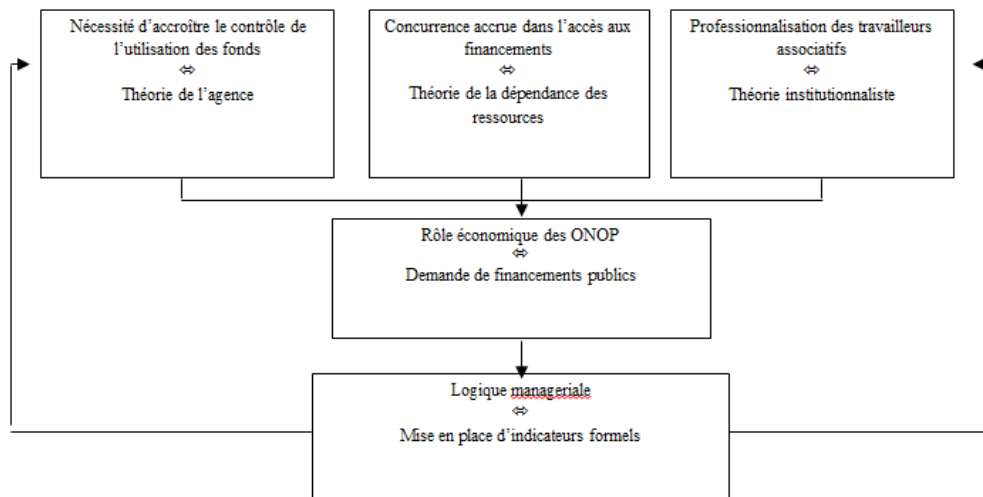 Nécessité d'accroître le contrôle de
l'utilisation des fonds
⇔
Théorie de l'agence
Concurrence accrue dans l'accès aux
financements
⇔
Théorie de la dépendance des
ressources
Professionnalisation des travailleurs
associatifs
⇔
Théorie institutionnaliste
Rôle économique des ONOP
⇔
Demande de financements publics
Logique manageriale
⇔
Mise en place d'indicateurs formels